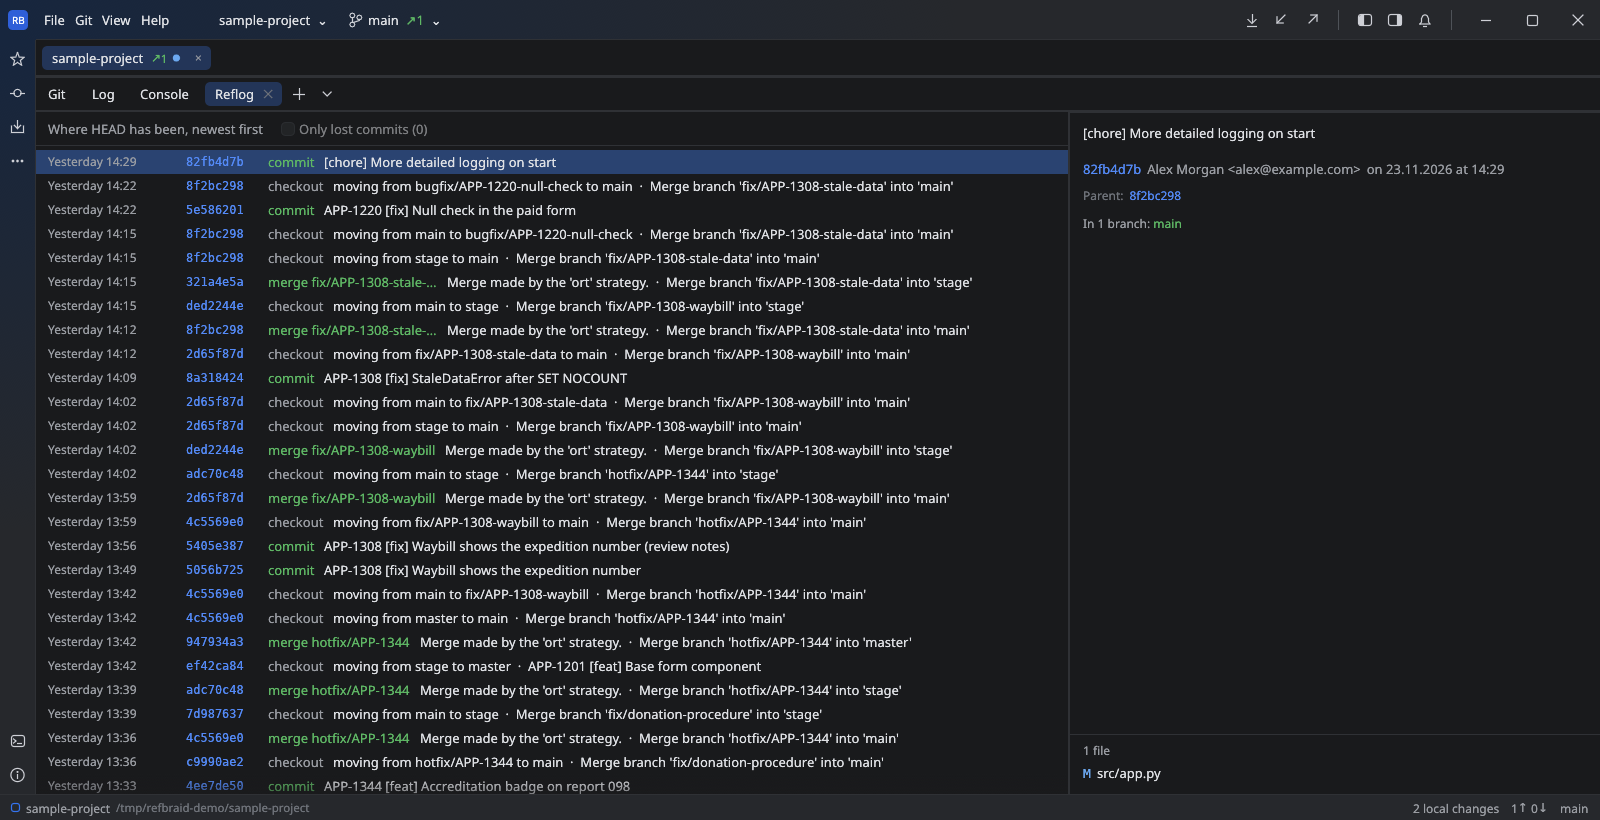 RB File Git View Help sample-project main ↗1
sample-project ↗1 ×
Git Log Console Reflog
Where HEAD has been, newest first Only lost commits (0)
Yesterday 14:29 82fb4d7b commit [chore] More detailed logging on start
Yesterday 14:22 8f2bc298 checkout moving from bugfix/APP-1220-null-check to main · Merge branch 'fix/APP-1308-stale-data' into 'main'
Yesterday 14:22 5e586201 commit APP-1220 [fix] Null check in the paid form
Yesterday 14:15 8f2bc298 checkout moving from main to bugfix/APP-1220-null-check · Merge branch 'fix/APP-1308-stale-data' into 'main'
Yesterday 14:15 8f2bc298 checkout moving from stage to main · Merge branch 'fix/APP-1308-stale-data' into 'main'
Yesterday 14:15 321a4e5a merge fix/APP-1308-stale-... Merge made by the 'ort' strategy. · Merge branch 'fix/APP-1308-stale-data' into 'stage'
Yesterday 14:15 ded2244e checkout moving from main to stage · Merge branch 'fix/APP-1308-waybill' into 'stage'
Yesterday 14:12 8f2bc298 merge fix/APP-1308-stale-... Merge made by the 'ort' strategy. · Merge branch 'fix/APP-1308-stale-data' into 'main'
Yesterday 14:12 2d65f87d checkout moving from fix/APP-1308-stale-data to main · Merge branch 'fix/APP-1308-waybill' into 'main'
Yesterday 14:09 8a318424 commit APP-1308 [fix] StaleDataError after SET NOCOUNT
Yesterday 14:02 2d65f87d checkout moving from main to fix/APP-1308-stale-data · Merge branch 'fix/APP-1308-waybill' into 'main'
Yesterday 14:02 2d65f87d checkout moving from stage to main · Merge branch 'fix/APP-1308-waybill' into 'main'
Yesterday 14:02 ded2244e merge fix/APP-1308-waybill Merge made by the 'ort' strategy. · Merge branch 'fix/APP-1308-waybill' into 'stage'
Yesterday 14:02 adc70c48 checkout moving from main to stage · Merge branch 'hotfix/APP-1344' into 'stage'
Yesterday 13:59 2d65f87d merge fix/APP-1308-waybill Merge made by the 'ort' strategy. · Merge branch 'fix/APP-1308-waybill' into 'main'
Yesterday 13:59 4c5569e0 checkout moving from fix/APP-1308-waybill to main · Merge branch 'hotfix/APP-1344' into 'main'
Yesterday 13:56 5405e387 commit APP-1308 [fix] Waybill shows the expedition number (review notes)
Yesterday 13:49 5056b725 commit APP-1308 [fix] Waybill shows the expedition number
Yesterday 13:42 4c5569e0 checkout moving from main to fix/APP-1308-waybill · Merge branch 'hotfix/APP-1344' into 'main'
Yesterday 13:42 4c5569e0 checkout moving from master to main · Merge branch 'hotfix/APP-1344' into 'main'
Yesterday 13:42 947934a3 merge hotfix/APP-1344 Merge made by the 'ort' strategy. · Merge branch 'hotfix/APP-1344' into 'master'
Yesterday 13:42 ef42ca84 checkout moving from stage to master · APP-1201 [feat] Base form component
Yesterday 13:39 adc70c48 merge hotfix/APP-1344 Merge made by the 'ort' strategy. · Merge branch 'hotfix/APP-1344' into 'stage'
Yesterday 13:39 7d987637 checkout moving from main to stage · Merge branch 'fix/donation-procedure' into 'stage'
Yesterday 13:36 4c5569e0 merge hotfix/APP-1344 Merge made by the 'ort' strategy. · Merge branch 'hotfix/APP-1344' into 'main'
Yesterday 13:36 c9990ae2 checkout moving from hotfix/APP-1344 to main · Merge branch 'fix/donation-procedure' into 'main'
Yesterday 13:33 4ee7de50 commit APP-1344 [feat] Accreditation badge on report 098
[chore] More detailed logging on start
82fb4d7b Alex Morgan <alex@example.com> on 23.11.2026 at 14:29
Parent: 8f2bc298
In 1 branch: main
1 file
M src/app.py
sample-project /tmp/refbraid-demo/sample-project 2 local changes 1↑ 0↓ main